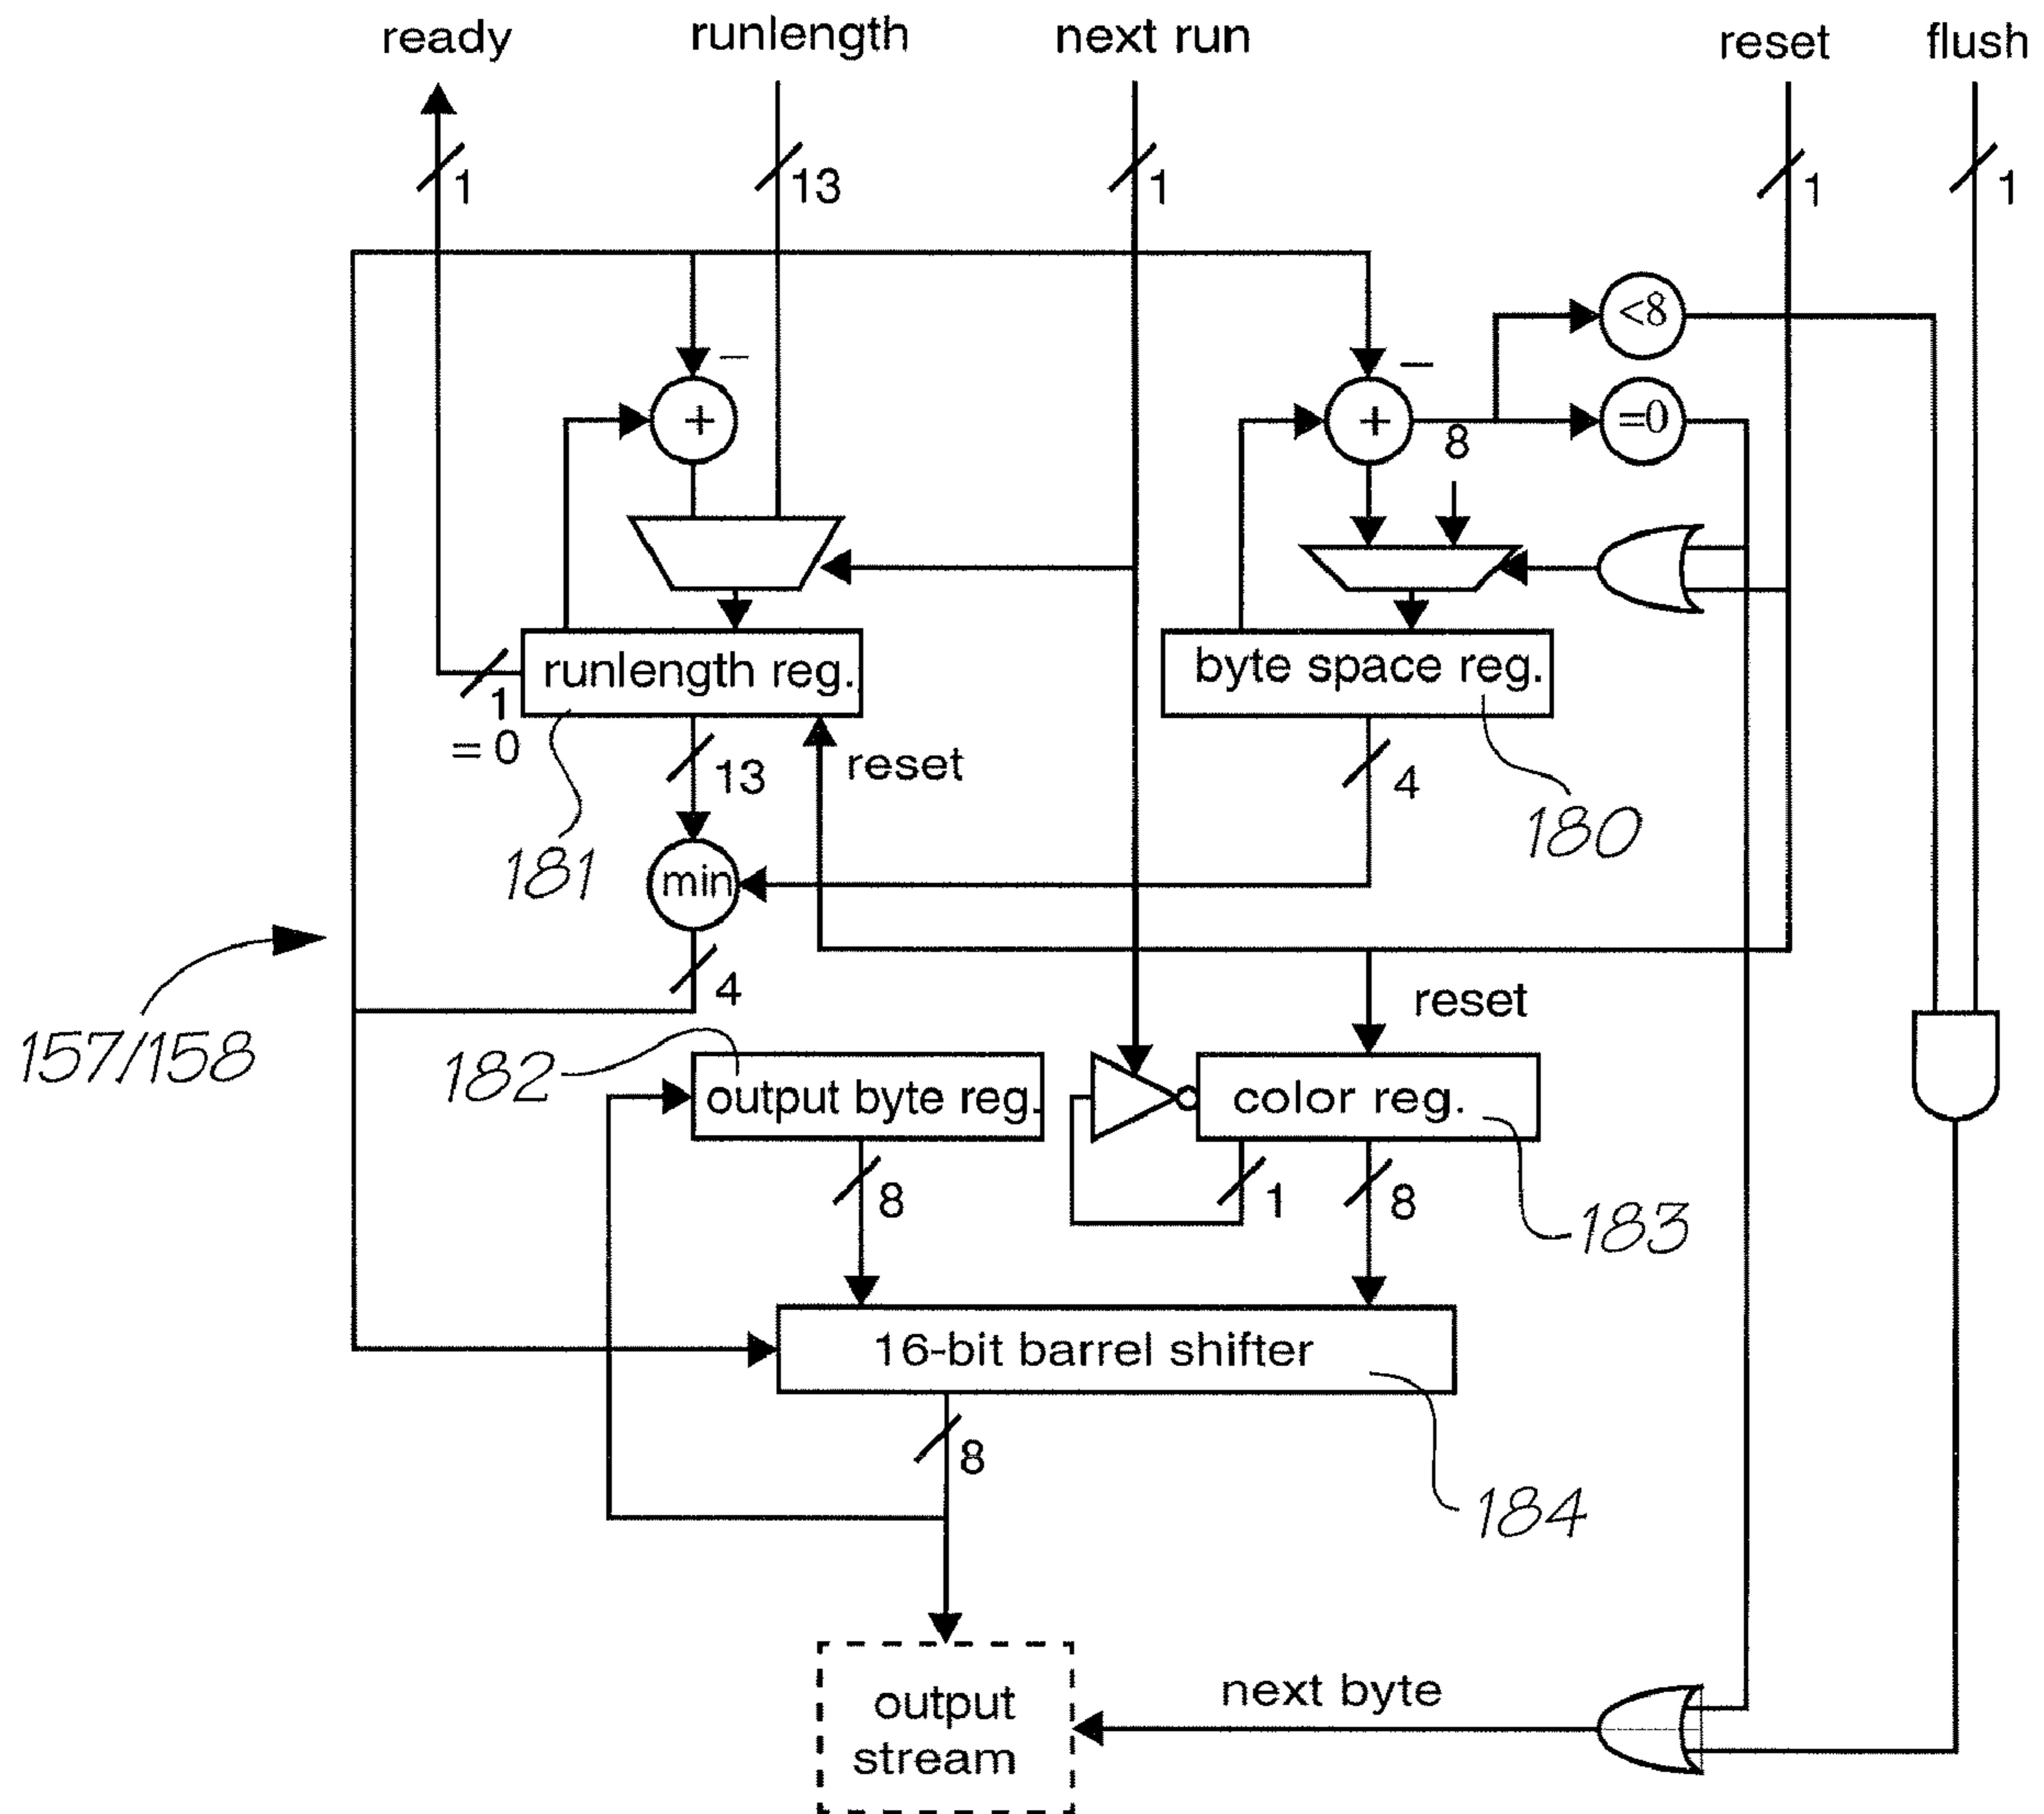 ready
runlength
next run
reset
flush
1
13
1
1
1
<8
–
–
+
+
8
=0
runlength reg.
byte space reg.
1
= 0
13
reset
4
180
181
min
4
reset
157/158
182
output byte reg.
color reg.
8
1
8
183
16-bit barrel shifter
8
184
next byte
output
stream